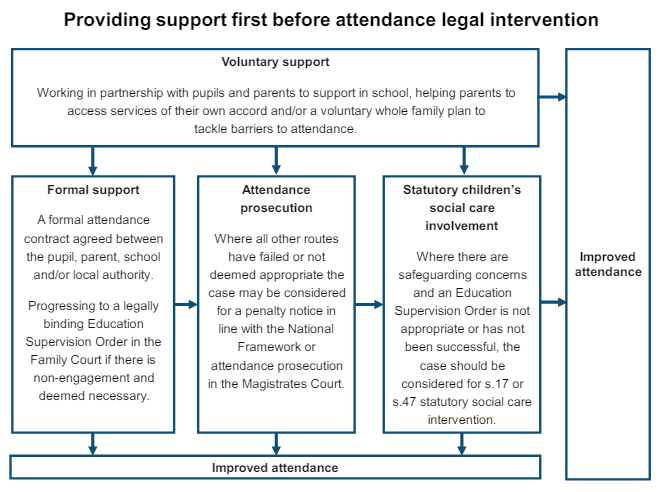 Providing support first before attendance legal intervention
Voluntary support
Working in partnership with pupils and parents to support in school, helping parents to
access services of their own accord and/or a voluntary whole family plan to
tackle barriers to attendance.
Formal support
A formal attendance
contract agreed between
the pupil, parent, school
and/or local authority.
Progressing to a legally
binding Education
Supervision Order in the
Family Court if there is
non-engagement and
deemed necessary.
Attendance
prosecution
Where all other routes
have failed or not
deemed appropriate the
case may be considered
for a penalty notice in
line with the National
Framework or
attendance prosecution
in the Magistrates Court.
Statutory children's
social care
involvement
Where there are
safeguarding concerns
and an Education
Supervision Order is not
appropriate or has not
been successful, the
case should be
considered for s.17 or
s.47 statutory social care
intervention.
Improved
attendance
Improved attendance